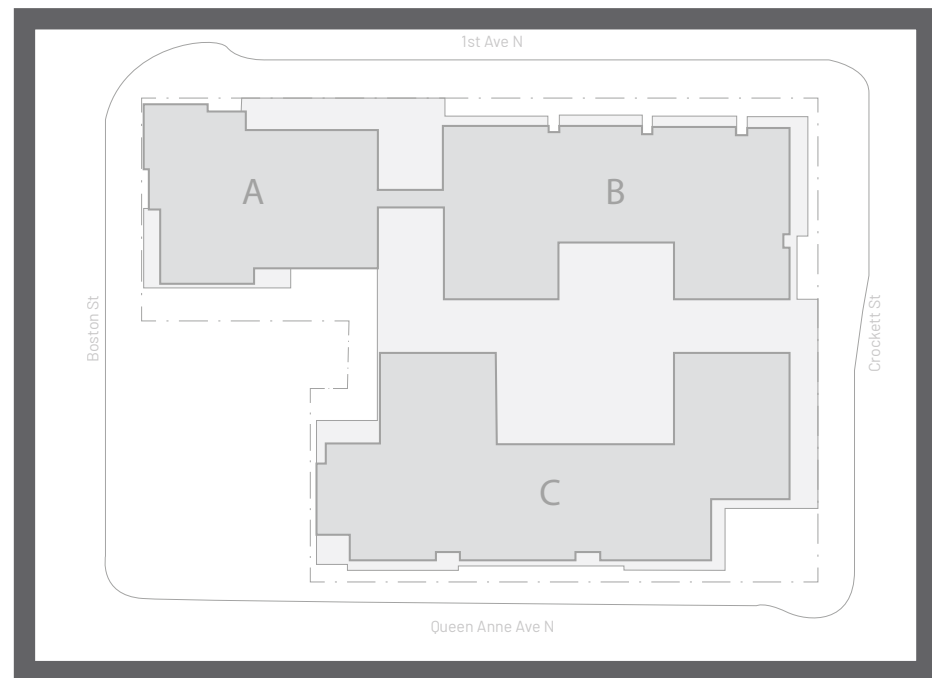 1st Ave N
A
B
Boston St
Crockett St
C
Queen Anne Ave N